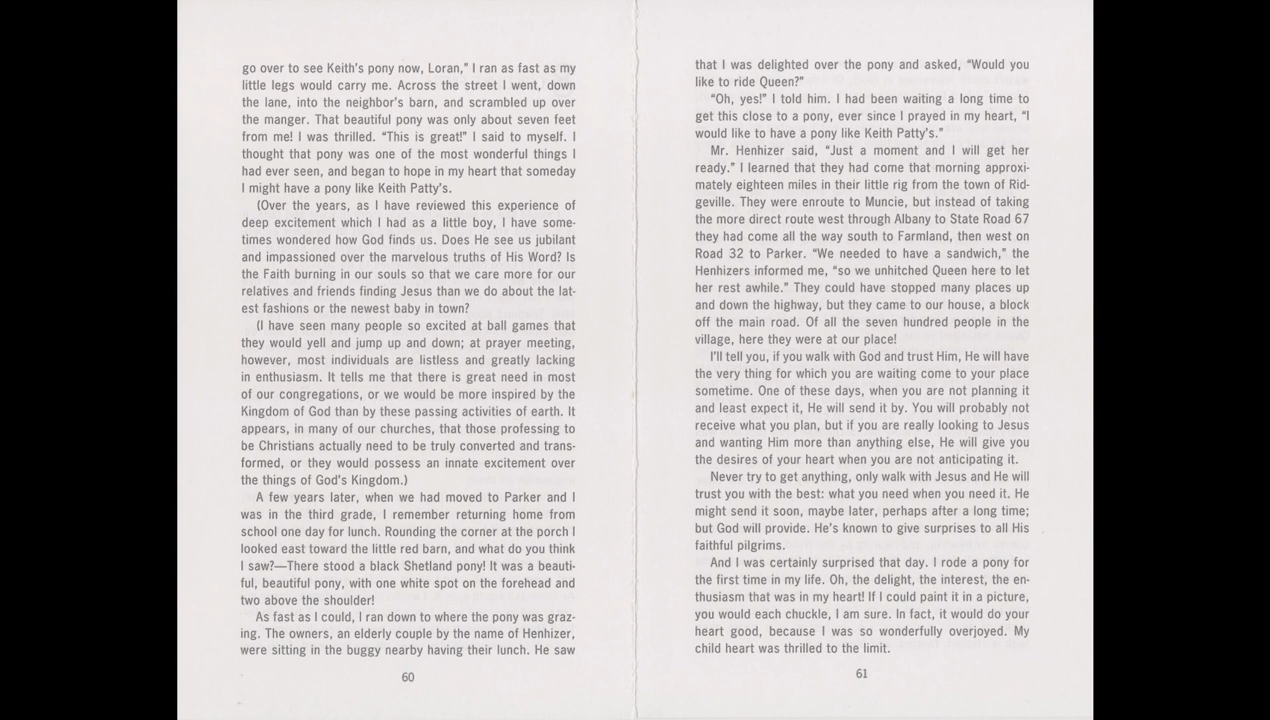 go over to see Keith's pony now, Loran,” I ran as fast as my
little legs would carry me. Across the street I went, down
the lane, into the neighbor's barn, and scrambled up over
the manger. That beautiful pony was only about seven feet
from me! I was thrilled. “This is great!” I said to myself. I
thought that pony was one of the most wonderful things I
had ever seen, and began to hope in my heart that someday
I might have a pony like Keith Patty's.
(Over the years, as I have reviewed this experience of
deep excitement which I had as a little boy, I have some-
times wondered how God finds us. Does He see us jubilant
and impassioned over the marvelous truths of His Word? Is
the Faith burning in our souls so that we care more for our
relatives and friends finding Jesus than we do about the lat-
est fashions or the newest baby in town?
(I have seen many people so excited at ball games that
they would yell and jump up and down; at prayer meeting,
however, most individuals are listless and greatly lacking
in enthusiasm. It tells me that there is great need in most
of our congregations, or we would be more inspired by the
Kingdom of God than by these passing activities of earth. It
appears, in many of our churches, that those professing to
be Christians actually need to be truly converted and trans-
formed, or they would possess an innate excitement over
the things of God's Kingdom.)
A few years later, when we had moved to Parker and I
was in the third grade, I remember returning home from
school one day for lunch. Rounding the corner at the porch I
looked east toward the little red barn, and what do you think
I saw?—There stood a black Shetland pony! It was a beauti-
ful, beautiful pony, with one white spot on the forehead and
two above the shoulder!
As fast as I could, I ran down to where the pony was graz-
ing. The owners, an elderly couple by the name of Henhizer,
were sitting in the buggy nearby having their lunch. He saw
60
that I was delighted over the pony and asked, “Would you
like to ride Queen?”
“Oh, yes!” I told him. I had been waiting a long time to
get this close to a pony, ever since I prayed in my heart, “I
would like to have a pony like Keith Patty's.”
Mr. Henhizer said, “Just a moment and I will get her
ready.” I learned that they had come that morning approxi-
mately eighteen miles in their little rig from the town of Rid-
geville. They were enroute to Muncie, but instead of taking
the more direct route west through Albany to State Road 67
they had come all the way south to Farmland, then west on
Road 32 to Parker. “We needed to have a sandwich,” the
Henhizers informed me, “so we unhitched Queen here to let
her rest awhile.” They could have stopped many places up
and down the highway, but they came to our house, a block
off the main road. Of all the seven hundred people in the
village, here they were at our place!
I'll tell you, if you walk with God and trust Him, He will have
the very thing for which you are waiting come to your place
sometime. One of these days, when you are not planning it
and least expect it, He will send it by. You will probably not
receive what you plan, but if you are really looking to Jesus
and wanting Him more than anything else, He will give you
the desires of your heart when you are not anticipating it.
Never try to get anything, only walk with Jesus and He will
trust you with the best: what you need when you need it. He
might send it soon, maybe later, perhaps after a long time;
but God will provide. He's known to give surprises to all His
faithful pilgrims.
And I was certainly surprised that day. I rode a pony for
the first time in my life. Oh, the delight, the interest, the en-
thusiasm that was in my heart! If I could paint it in a picture,
you would each chuckle, I am sure. In fact, it would do your
heart good, because I was so wonderfully overjoyed. My
child heart was thrilled to the limit.
61